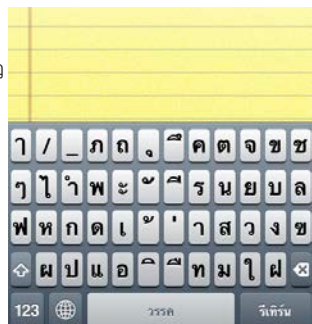 ๅ / _ ภ ถ ุ ึ ค ต จ ข ช
ๆ ไ ำ พ ะ ั ี ร น ย บ ล
ฟ ห ก ด เ ้ ่ า ส ว ง ฃ
ผ ป แ อ ิ ื ท ม ใ ฝ
123 วรรค รีเทิร์น